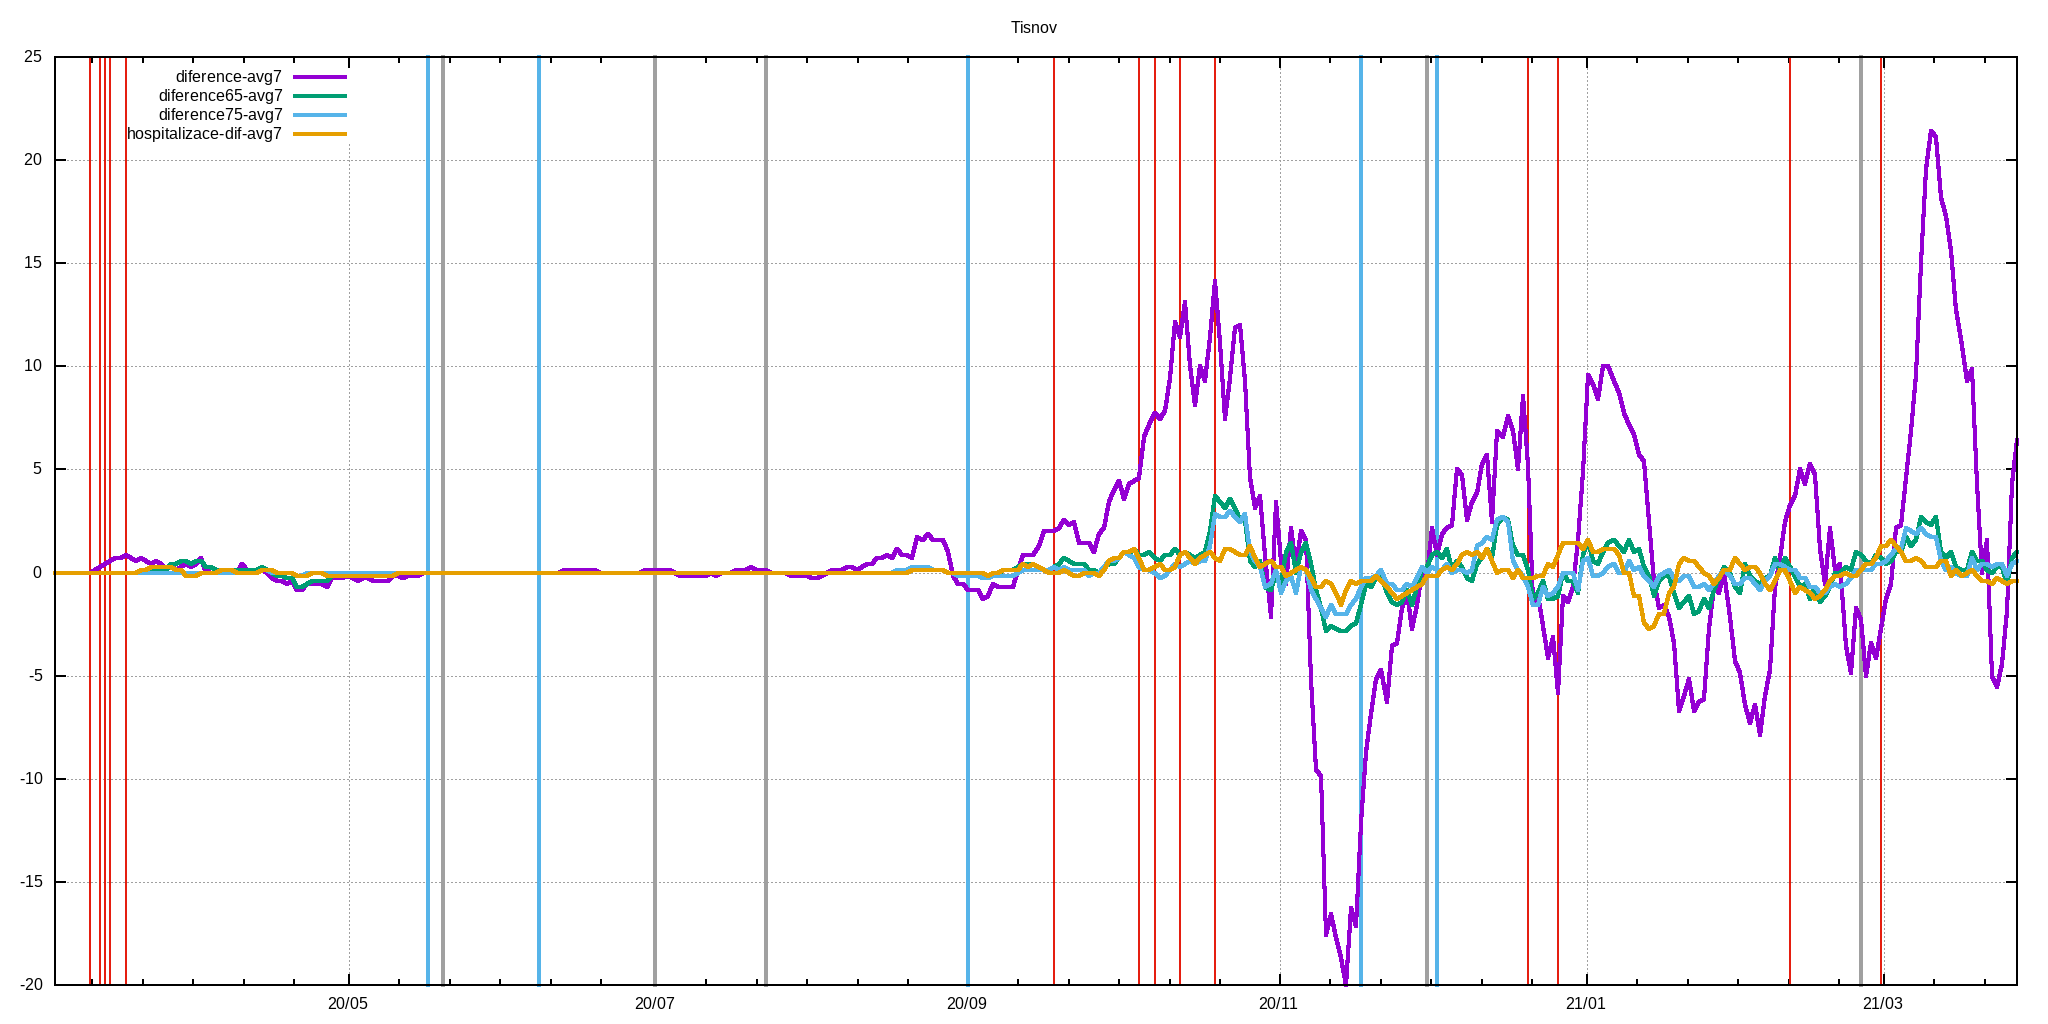 Tisnov
25
diference-avg7
diference65-avg7
diference75-avg7
hospitalizace-dif-avg7
20
15
10
5
0
-5
-10
-15
-20
20/05 20/07 20/09 20/11 21/01 21/03